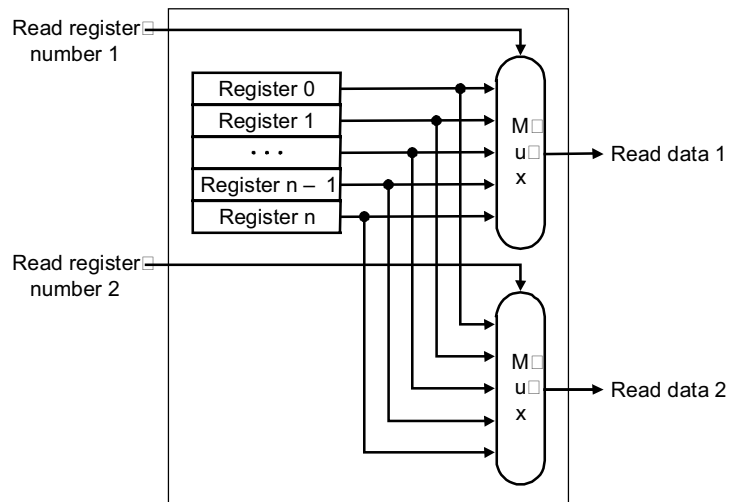 Read register
number 1
Register 0
Register 1
· · ·
Register n – 1
Register n
M
u
x
Read data 1
Read register
number 2
M
u
x
Read data 2